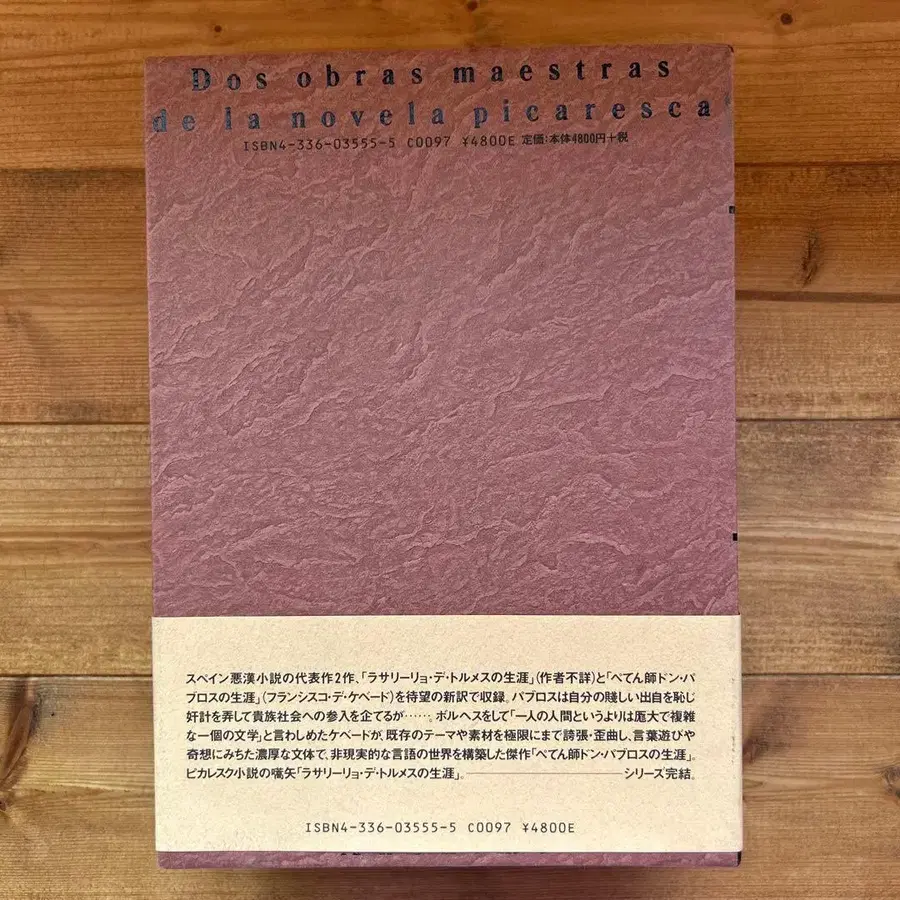 Dos obras maestras
de la novela picaresca
ISBN4-336-03555-5 C0097 ¥4800E 定価:本体4800円+税
スペイン悪漢小説の代表作2作、「ラサリーリョ・デ・トルメスの生涯」(作者不詳)と「ぺてん師ドン・パ
ブロスの生涯」(フランシスコ・デ・ケベード)を待望の新訳で収録。パブロスは自分の賤しい出自を恥じ
奸計を弄して貴族社会への参入を企てるが……。ボルヘスをして「一人の人間というよりは厖大で複雑
な一個の文学」と言わしめたケベードが、既存のテーマや素材を極限にまで誇張・歪曲し、言葉遊びや
奇想にみちた濃厚な文体で、非現実的な言語の世界を構築した傑作「ぺてん師ドン・パブロスの生涯」。
ピカレスク小説の嚆矢「ラサリーリョ・デ・トルメスの生涯」。――――――シリーズ完結。
ISBN4-336-03555-5 C0097 ¥4800E